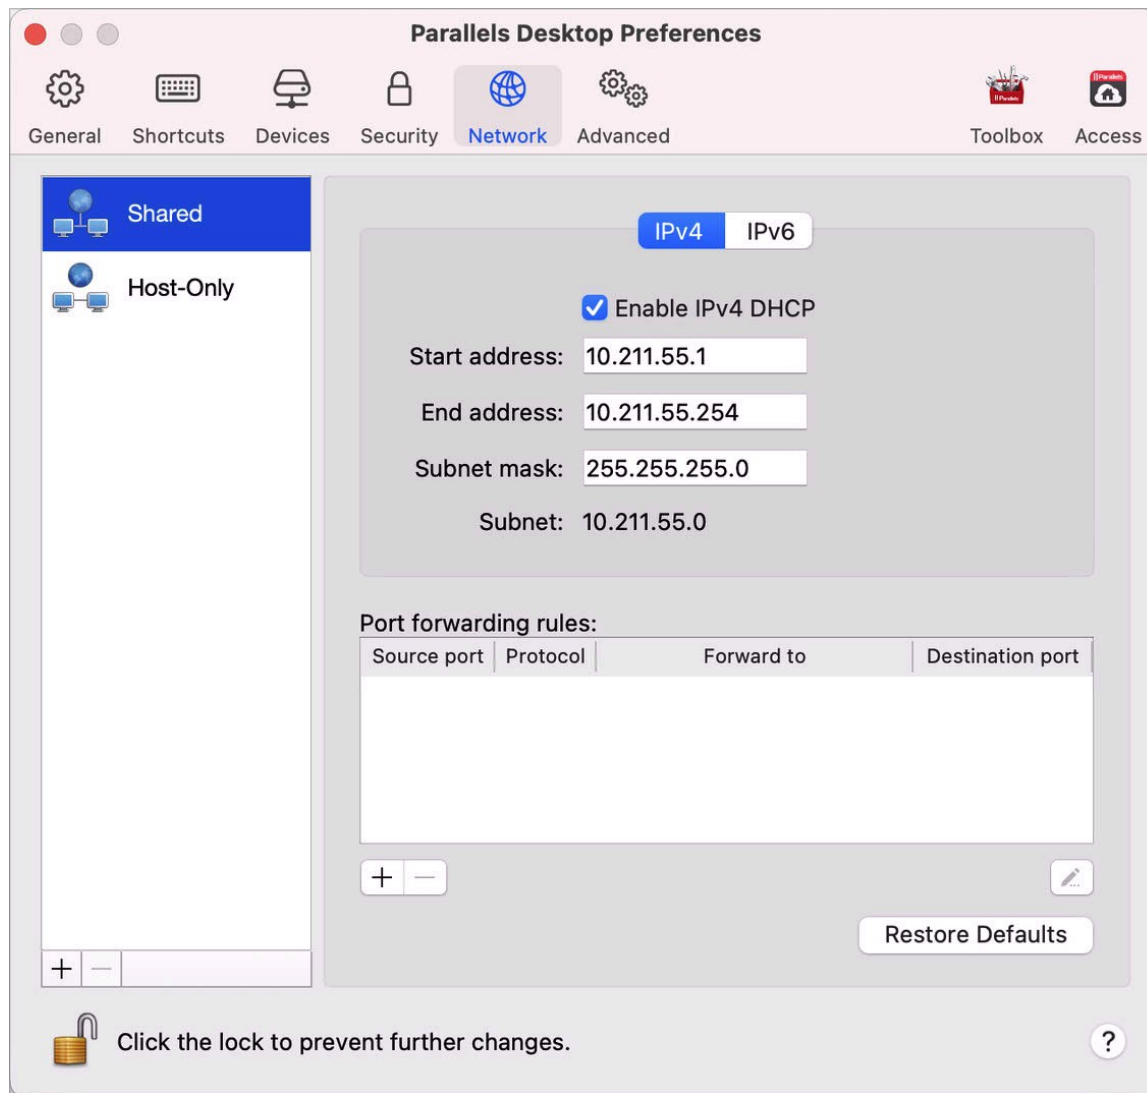 Parallels Desktop Preferences
General Shortcuts Devices Security Network Advanced Toolbox Access
Shared
Host-Only
IPv4 IPv6
Enable IPv4 DHCP
Start address: 10.211.55.1
End address: 10.211.55.254
Subnet mask: 255.255.255.0
Subnet: 10.211.55.0
Port forwarding rules:
Source port Protocol Forward to Destination port
Restore Defaults
Click the lock to prevent further changes.
?